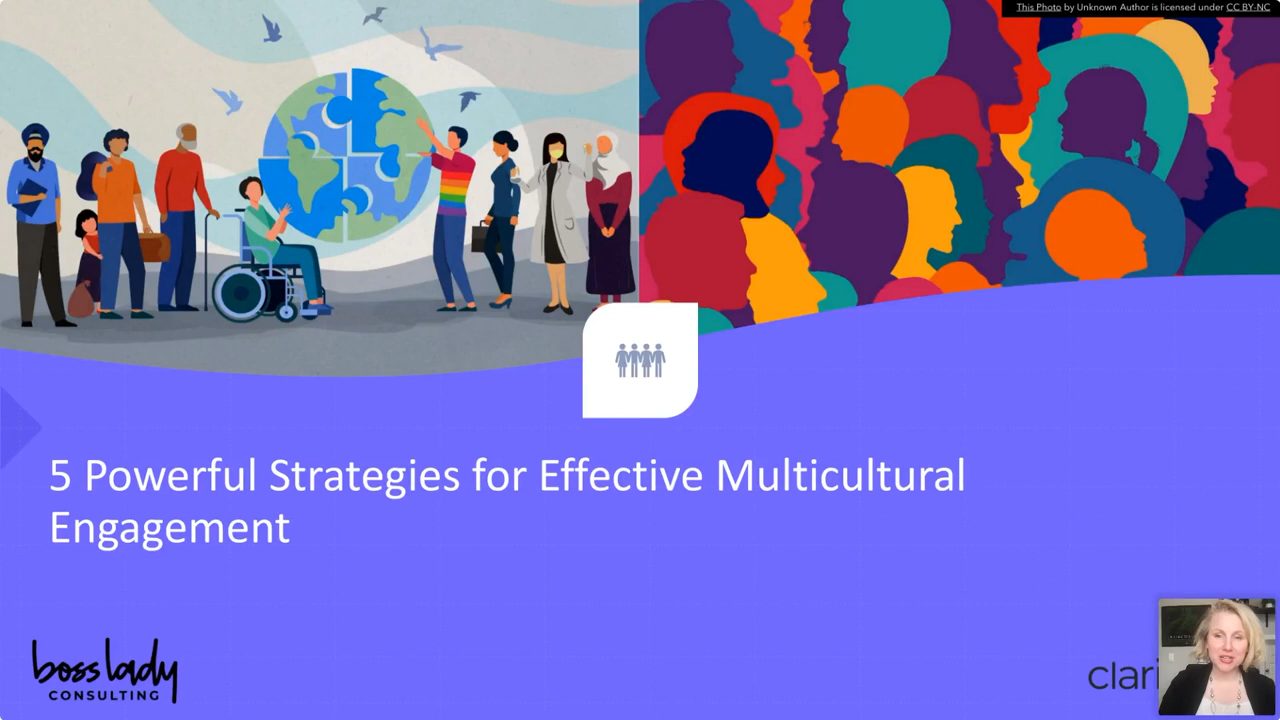 This Photo by Unknown Author is licensed under CC BY-NC
5 Powerful Strategies for Effective Multicultural
Engagement
boss lady
CONSULTING
clari